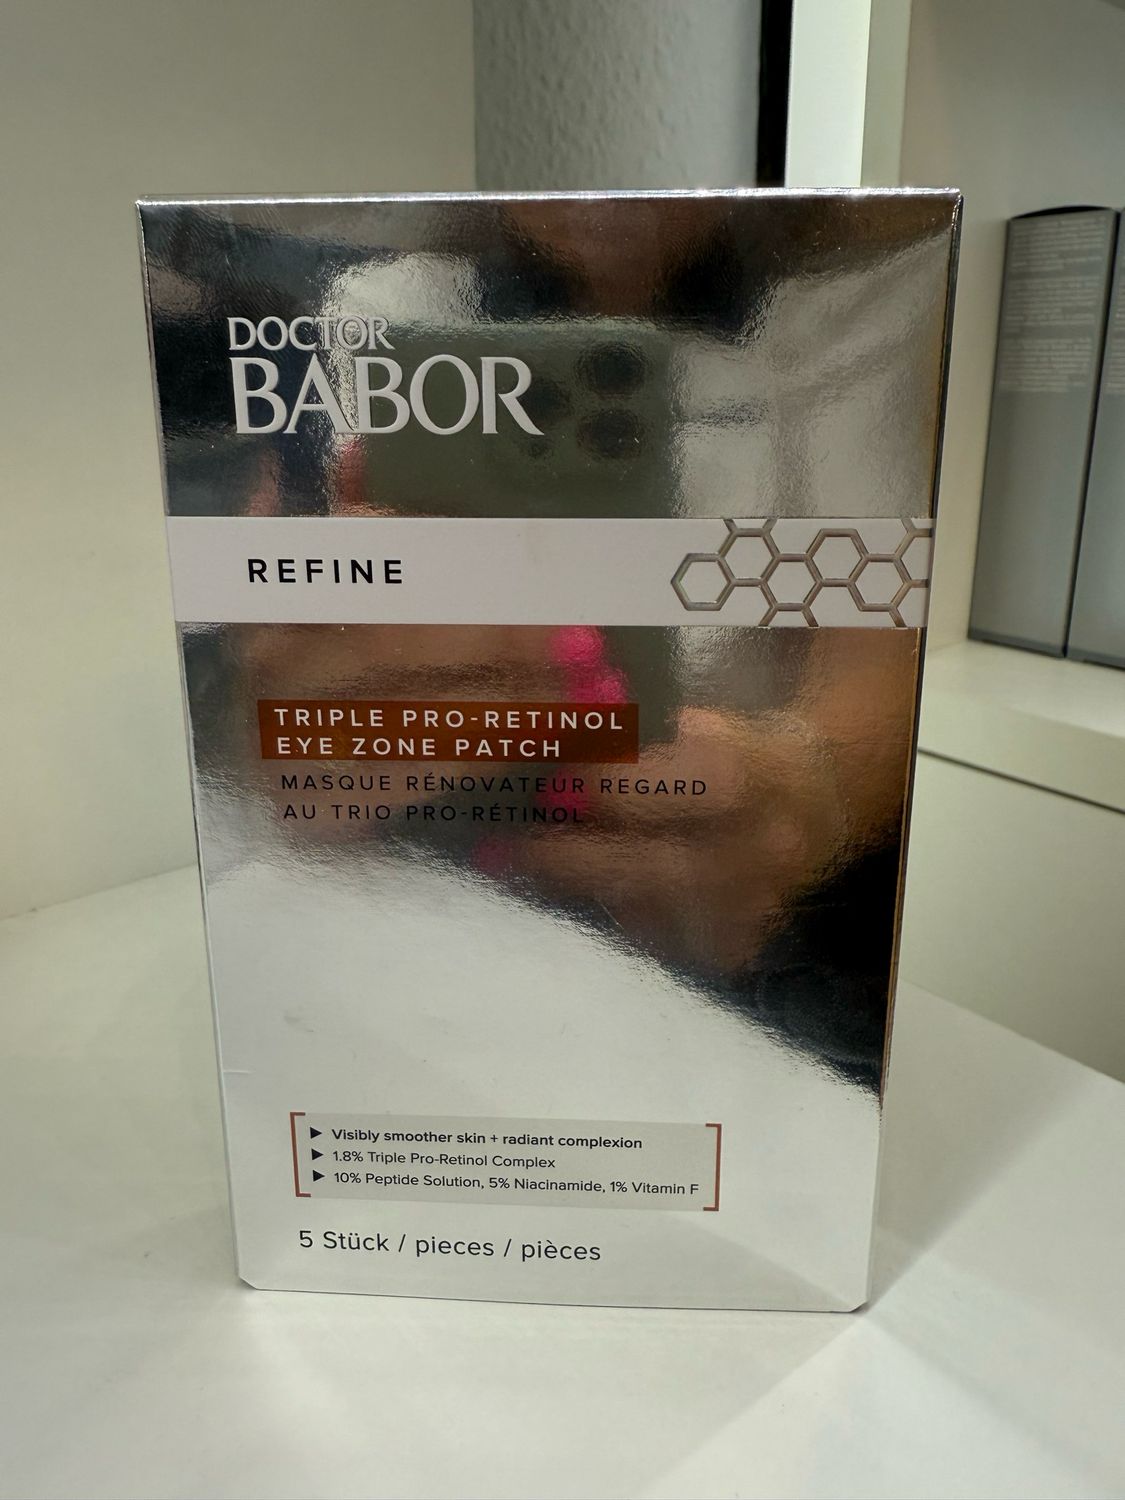 DOCTOR
BABOR
REFINE
TRIPLE PRO-RETINOL
EYE ZONE PATCH
MASQUE RÉNOVATEUR REGARD
AU TRIO PRO-RÉTINOL
▶ Visibly smoother skin + radiant complexion
▶ 1.8% Triple Pro-Retinol Complex
▶ 10% Peptide Solution, 5% Niacinamide, 1% Vitamin F
5 Stück / pieces / pièces